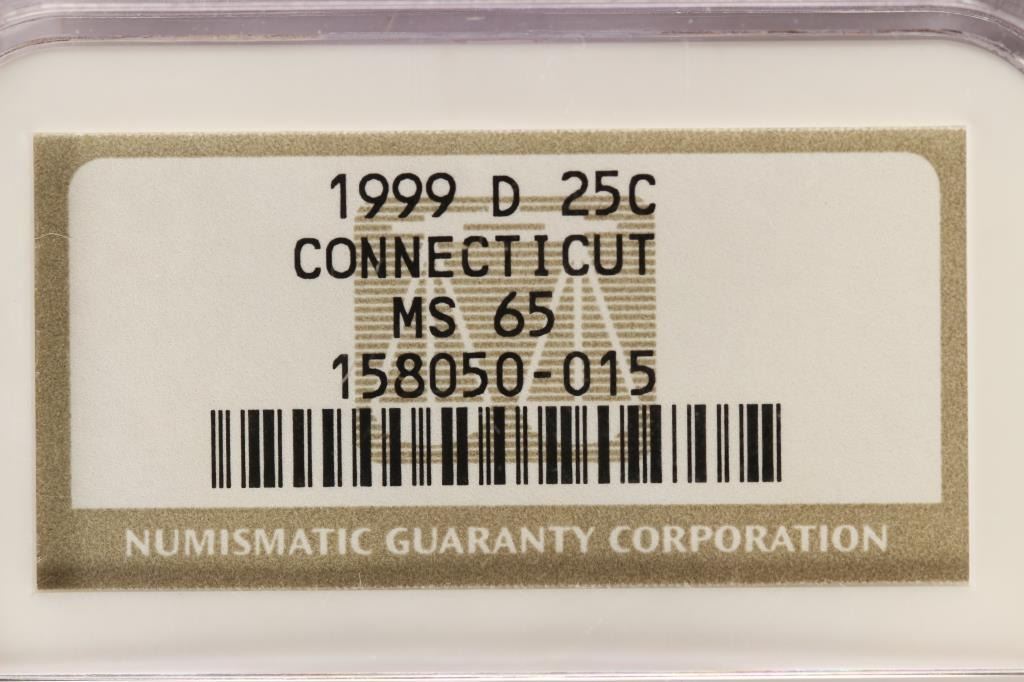 1999 D 25C
CONNECTICUT
MS 65
158050-015
NUMISMATIC GUARANTY CORPORATION